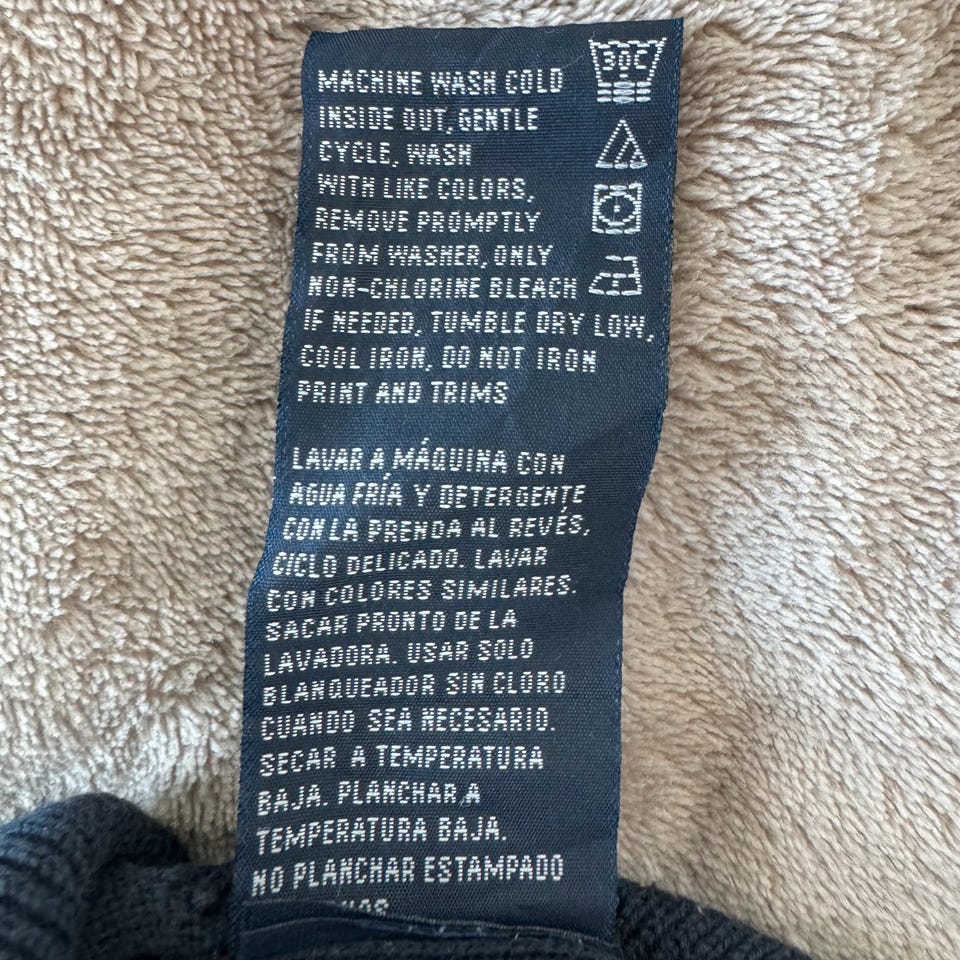 MACHINE WASH COLD
INSIDE OUT, GENTLE
CYCLE, WASH
WITH LIKE COLORS,
REMOVE PROMPTLY
FROM WASHER, ONLY
NON-CHLORINE BLEACH
IF NEEDED, TUMBLE DRY LOW,
COOL IRON, DO NOT IRON
PRINT AND TRIMS
30C
LAVAR A MÁQUINA CON
AGUA FRÍA Y DETERGENTE
CON LA PRENDA AL REVÉS,
CICLO DELICADO. LAVAR
CON COLORES SIMILARES.
SACAR PRONTO DE LA
LAVADORA. USAR SOLO
BLANQUEADOR SIN CLORO
CUANDO SEA NECESARIO.
SECAR A TEMPERATURA
BAJA. PLANCHAR A
TEMPERATURA BAJA.
NO PLANCHAR ESTAMPADO